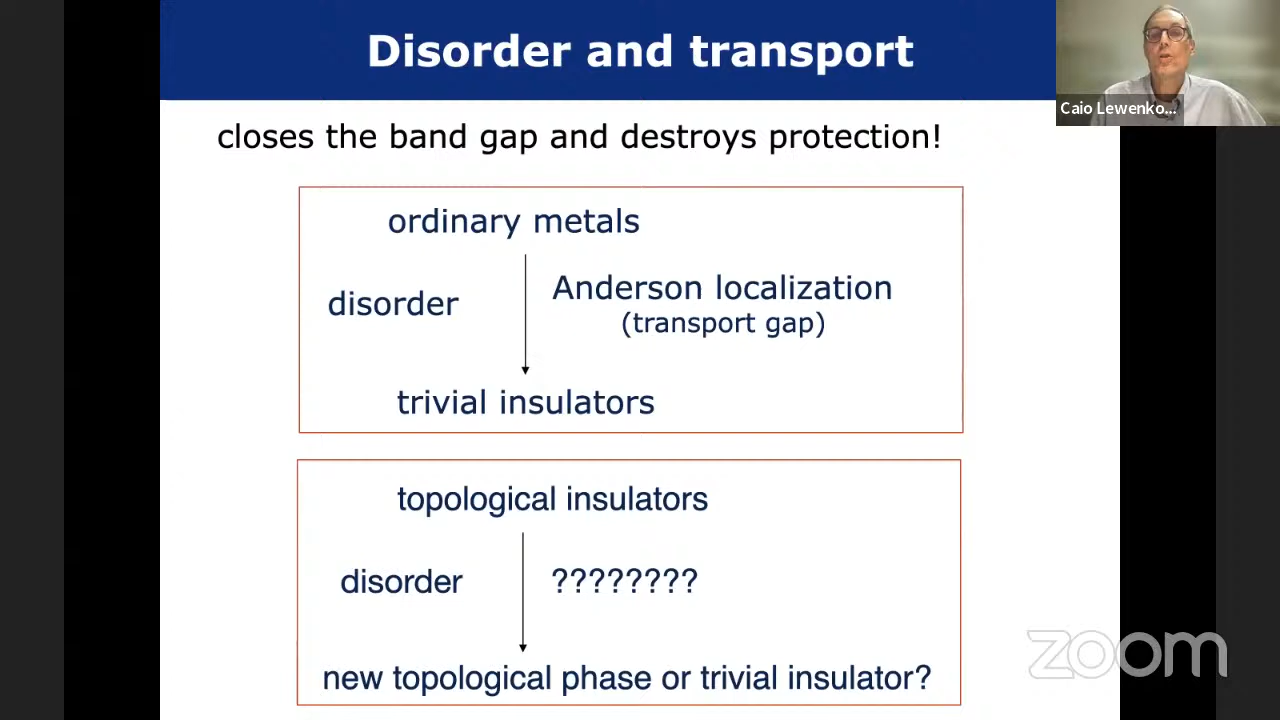 Disorder and transport
Caio Lewenko...
closes the band gap and destroys protection!
ordinary metals
disorder
Anderson localization
(transport gap)
trivial insulators
topological insulators
disorder
????????
new topological phase or trivial insulator?
zoom